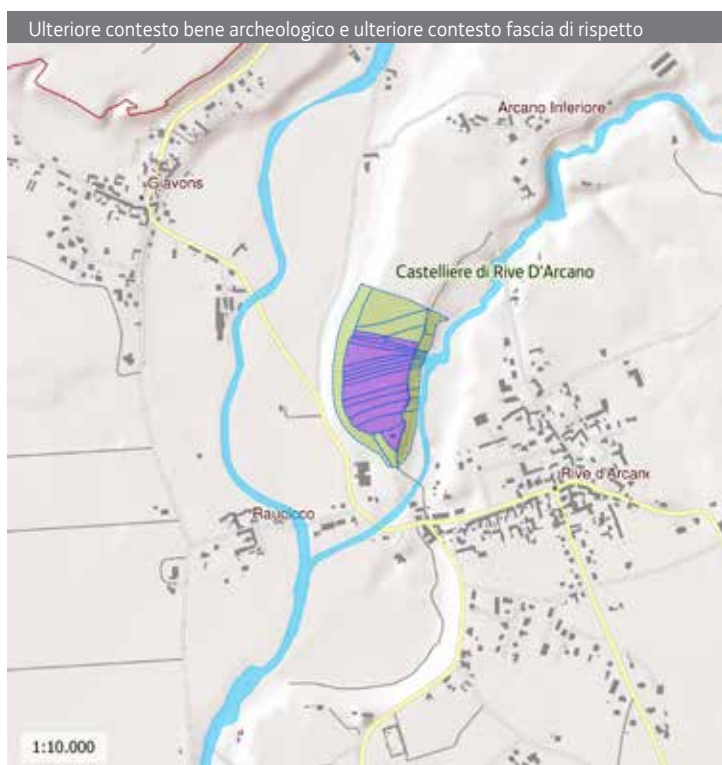 Ulteriore contesto bene archeologico e ulteriore contesto fascia di rispetto
Arcano Inferiore
Giavons
Castelliere di Rive D'Arcano
Rive d'Arcano
Raucicco
1:10.000